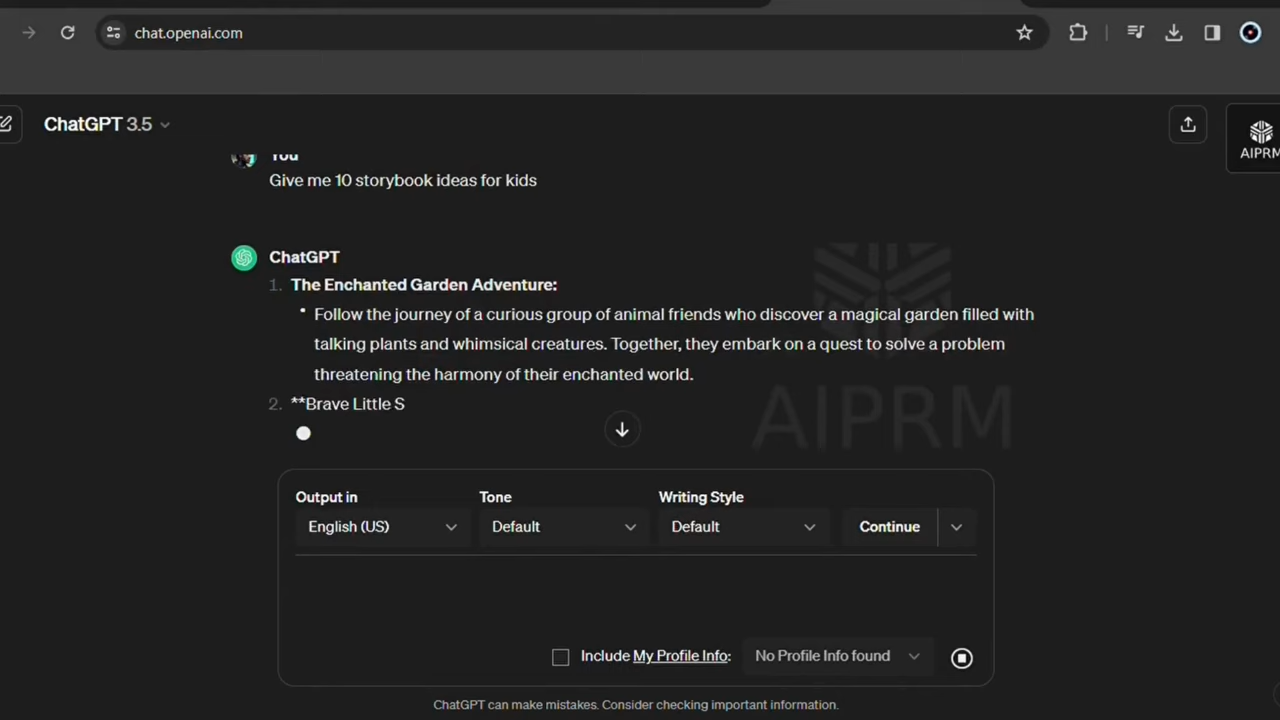 chat.openai.com
ChatGPT 3.5
AIPRM
You
Give me 10 storybook ideas for kids
ChatGPT
1. The Enchanted Garden Adventure:
• Follow the journey of a curious group of animal friends who discover a magical garden filled with
talking plants and whimsical creatures. Together, they embark on a quest to solve a problem
threatening the harmony of their enchanted world.
2. **Brave Little S
AIPRM
Output in Tone Writing Style
English (US) Default Default Continue
Include My Profile Info: No Profile Info found
ChatGPT can make mistakes. Consider checking important information.